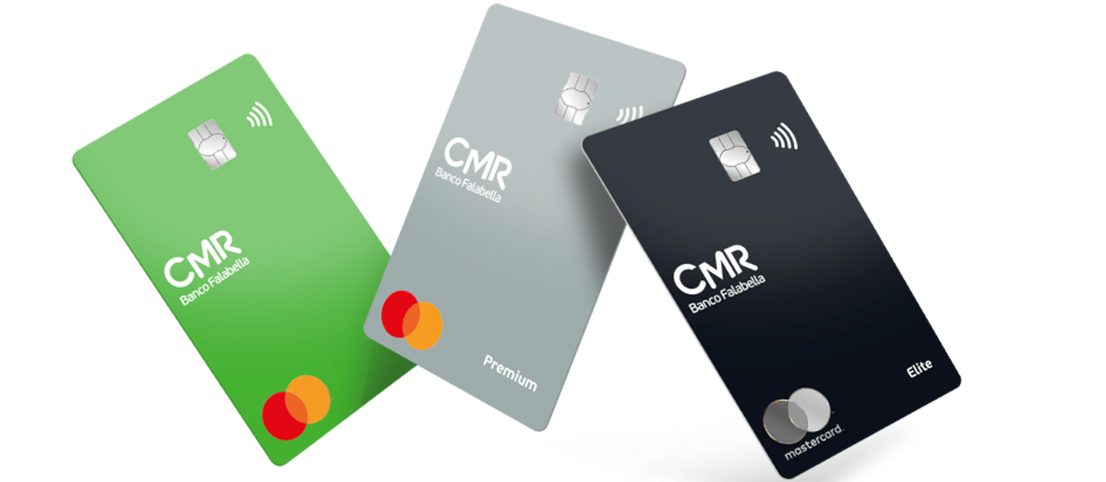 CMR
Banco Falabella
CMR
Banco Falabella
Premium
CMR
Banco Falabella
Elite
mastercard.